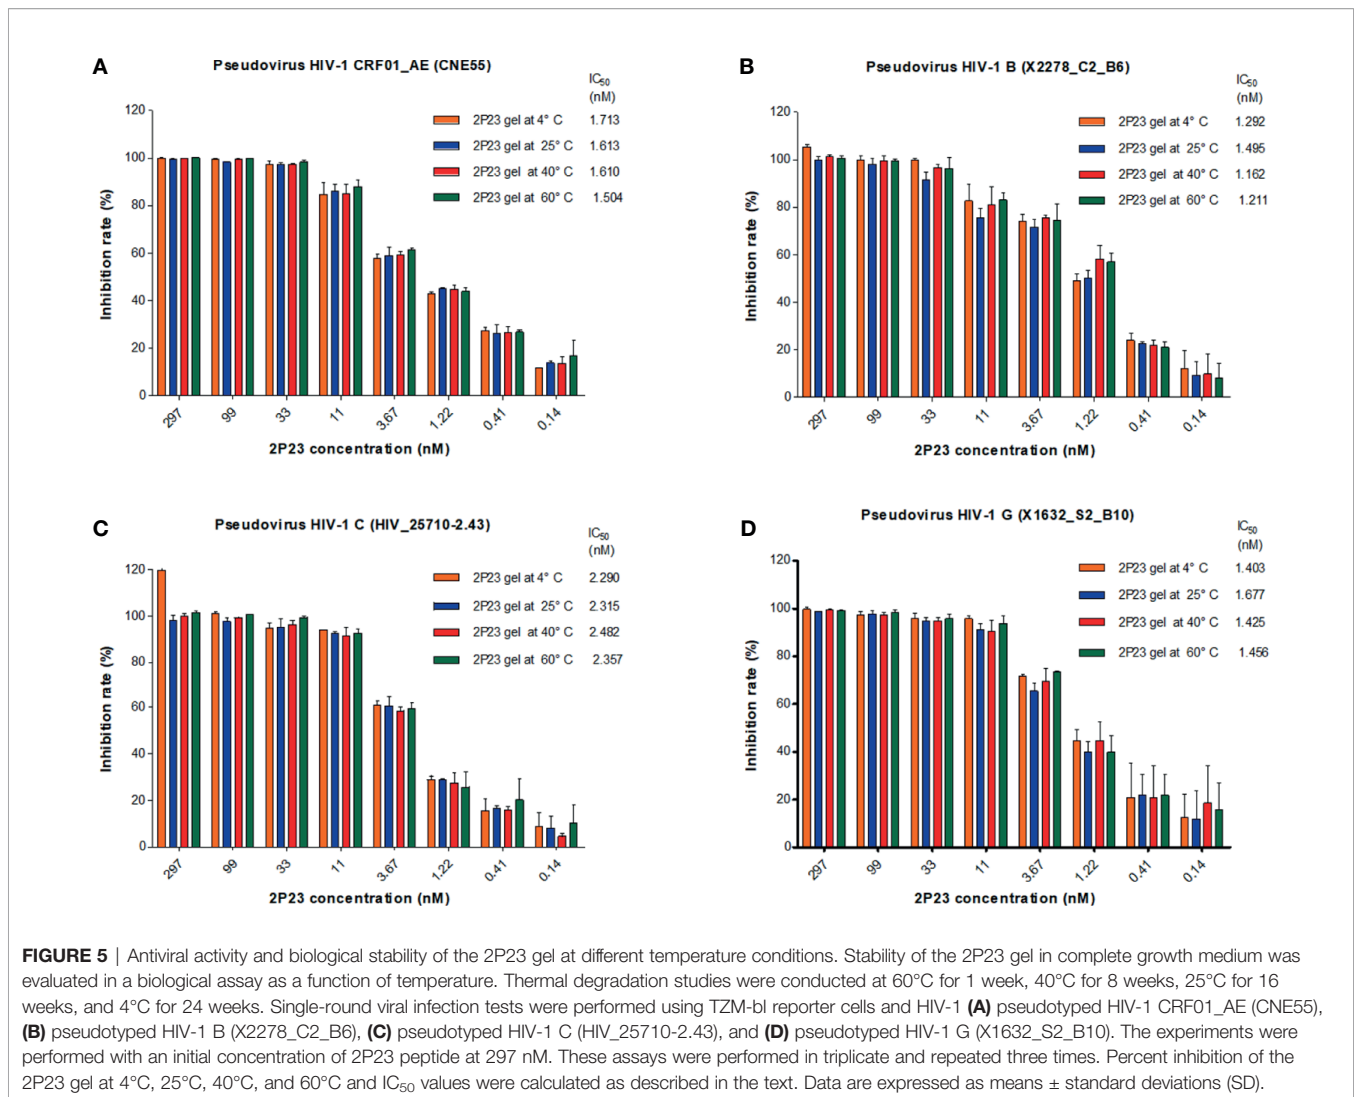 A
Pseudovirus HIV-1 CRF01_AE (CNE55)
IC50
(nM)
2P23 gel at 4° C 1.713
2P23 gel at 25° C 1.613
2P23 gel at 40° C 1.610
2P23 gel at 60° C 1.504
Inhibition rate (%)
120
100
80
60
40
20
0
297 99 33 11 3.67 1.22 0.41 0.14
2P23 concentration (nM)
B
Pseudovirus HIV-1 B (X2278_C2_B6)
IC50
(nM)
2P23 gel at 4° C 1.292
2P23 gel at 25° C 1.495
2P23 gel at 40° C 1.162
2P23 gel at 60° C 1.211
Inhibition rate (%)
120
100
80
60
40
20
0
297 99 33 11 3.67 1.22 0.41 0.14
2P23 concentration (nM)
C
Pseudovirus HIV-1 C (HIV_25710-2.43)
IC50
(nM)
2P23 gel at 4° C 2.290
2P23 gel at 25° C 2.315
2P23 gel at 40° C 2.482
2P23 gel at 60° C 2.357
Inhibition rate (%)
120
100
80
60
40
20
0
297 99 33 11 3.67 1.22 0.41 0.14
2P23 concentration (nM)
D
Pseudovirus HIV-1 G (X1632_S2_B10)
IC50
(nM)
2P23 gel at 4° C 1.403
2P23 gel at 25° C 1.677
2P23 gel at 40° C 1.425
2P23 gel at 60° C 1.456
Inhibition rate (%)
120
100
80
60
40
20
0
297 99 33 11 3.67 1.22 0.41 0.14
2P23 concentration (nM)
FIGURE 5 | Antiviral activity and biological stability of the 2P23 gel at different temperature conditions. Stability of the 2P23 gel in complete growth medium was
evaluated in a biological assay as a function of temperature. Thermal degradation studies were conducted at 60°C for 1 week, 40°C for 8 weeks, 25°C for 16
weeks, and 4°C for 24 weeks. Single-round viral infection tests were performed using TZM-bl reporter cells and HIV-1 (A) pseudotyped HIV-1 CRF01_AE (CNE55),
(B) pseudotyped HIV-1 B (X2278_C2_B6), (C) pseudotyped HIV-1 C (HIV_25710-2.43), and (D) pseudotyped HIV-1 G (X1632_S2_B10). The experiments were
performed with an initial concentration of 2P23 peptide at 297 nM. These assays were performed in triplicate and repeated three times. Percent inhibition of the
2P23 gel at 4°C, 25°C, 40°C, and 60°C and IC50 values were calculated as described in the text. Data are expressed as means ± standard deviations (SD).